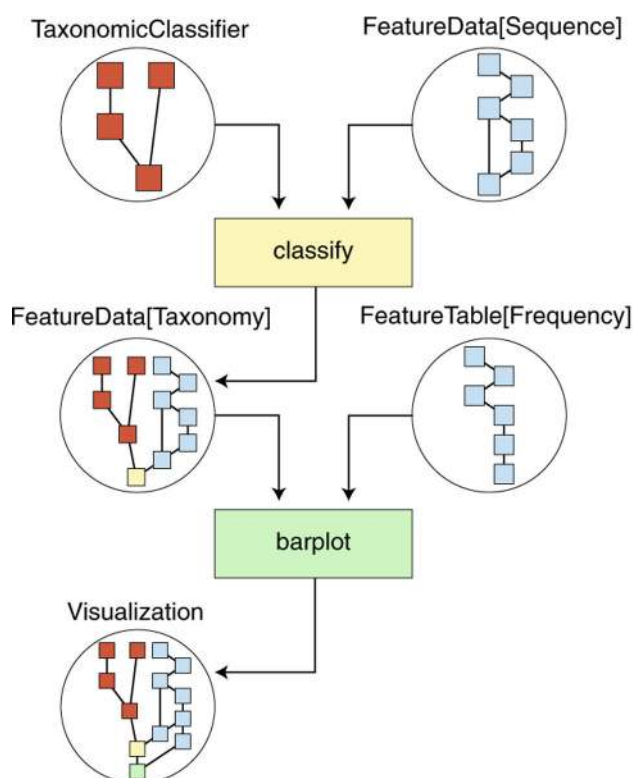 TaxonomicClassifier
FeatureData[Sequence]
classify
FeatureData[Taxonomy]
FeatureTable[Frequency]
barplot
Visualization